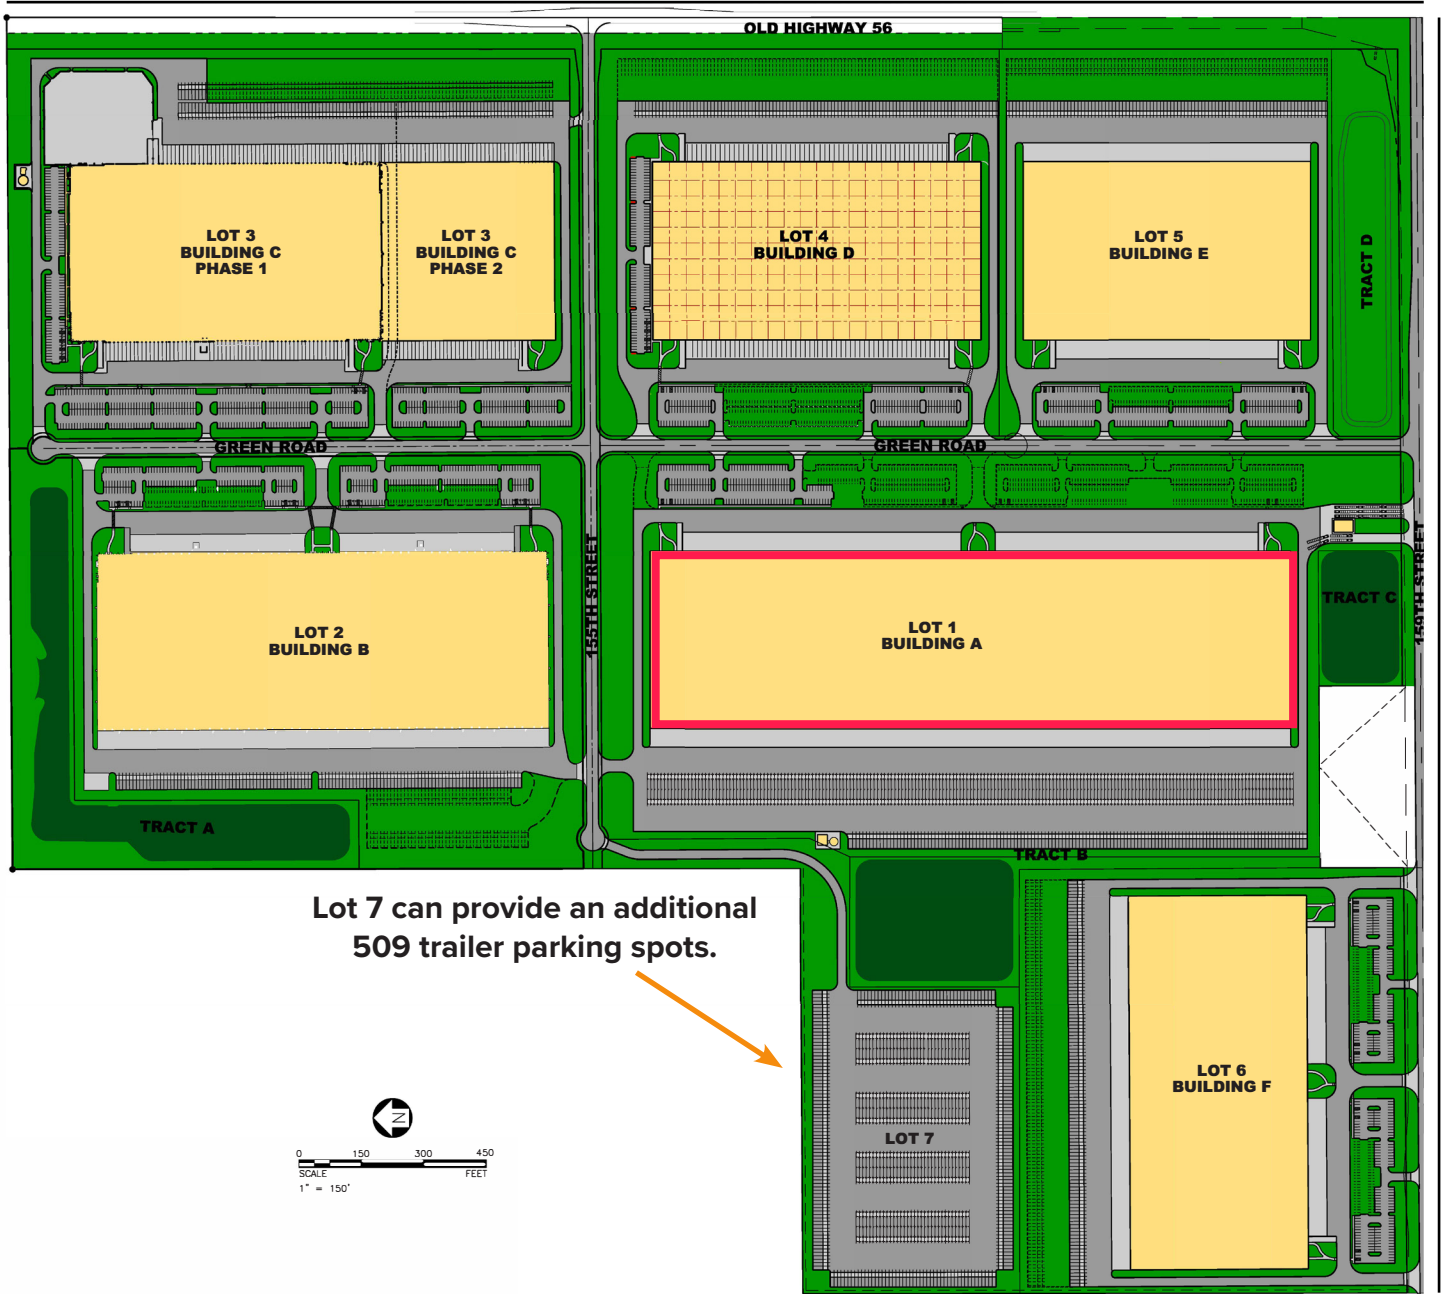 OLD HIGHWAY 56
LOT 3
BUILDING C
PHASE 1
LOT 3
BUILDING C
PHASE 2
LOT 4
BUILDING D
LOT 5
BUILDING E
TRACT D
GREEN ROAD
GREEN ROAD
LOT 2
BUILDING B
155TH STREET
LOT 1
BUILDING A
TRACT C
159TH STREET
TRACT A
TRACT B
Lot 7 can provide an additional
509 trailer parking spots.
LOT 6
BUILDING F
LOT 7
N
0 150 300 450
SCALE FEET
1" = 150'